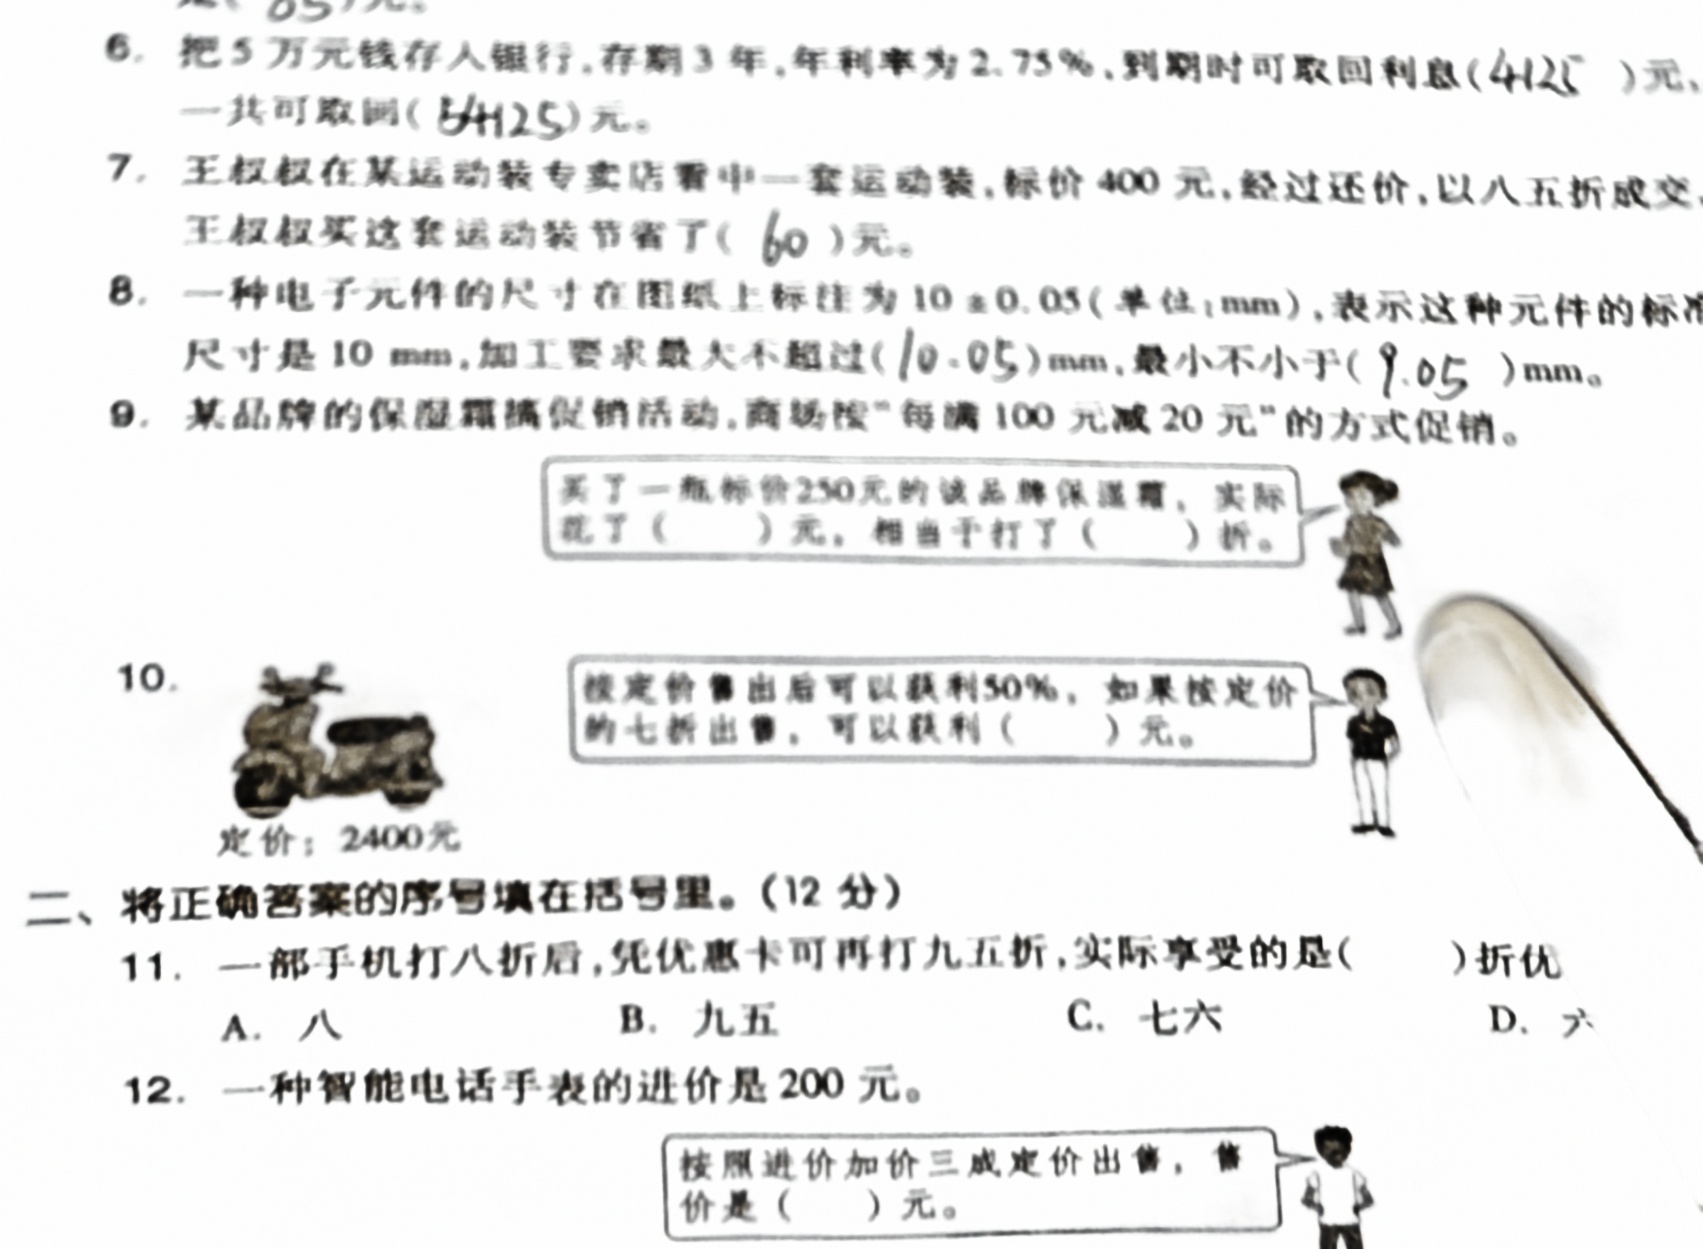 6. 把5万元钱存入银行,存期3年,年利率为2.75%,到期时可取回利息(4125)元,
一共可取回(54125)元。
7. 王叔叔在某运动装专卖店看中一套运动装,标价400元,经过还价,以八五折成交,
王叔叔买这套运动装节省了(60)元。
8. 一种电子元件的尺寸在图纸上标注为10±0.05(单位:mm),表示这种元件的标准
尺寸是10 mm,加工要求最大不超过(10.05)mm,最小不小于(9.05)mm。
9. 某品牌的保湿霜搞促销活动,商场按“每满100元减20元”的方式促销。
买了一瓶标价250元的该品牌保湿霜，实际
花了（ ）元，相当于打了（ ）折。
10.
按定价售出后可以获利50%，如果按定价
的七折出售，可以获利（ ）元。
定价：2400元
二、将正确答案的序号填在括号里。(12分)
11. 一部手机打八折后,凭优惠卡可再打九五折,实际享受的是( )折优
A. 八 B. 九五 C. 七六 D. 六
12. 一种智能电话手表的进价是200元。
按照进价加价三成定价出售，售
价是（ ）元。